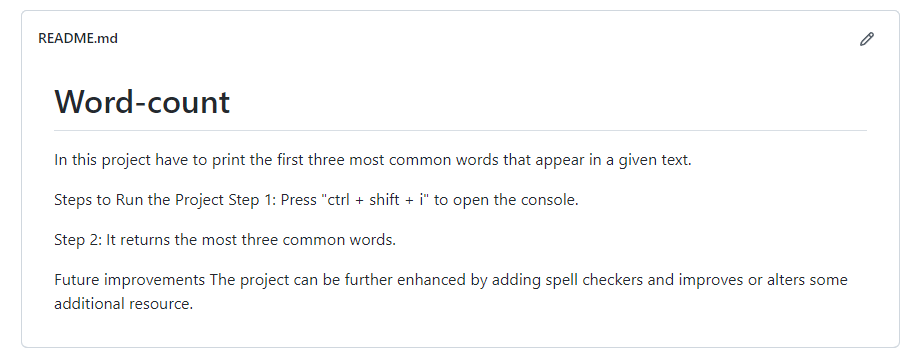 README.md
Word-count
In this project have to print the first three most common words that appear in a given text.
Steps to Run the Project Step 1: Press "ctrl + shift + i" to open the console.
Step 2: It returns the most three common words.
Future improvements The project can be further enhanced by adding spell checkers and improves or alters some
additional resource.